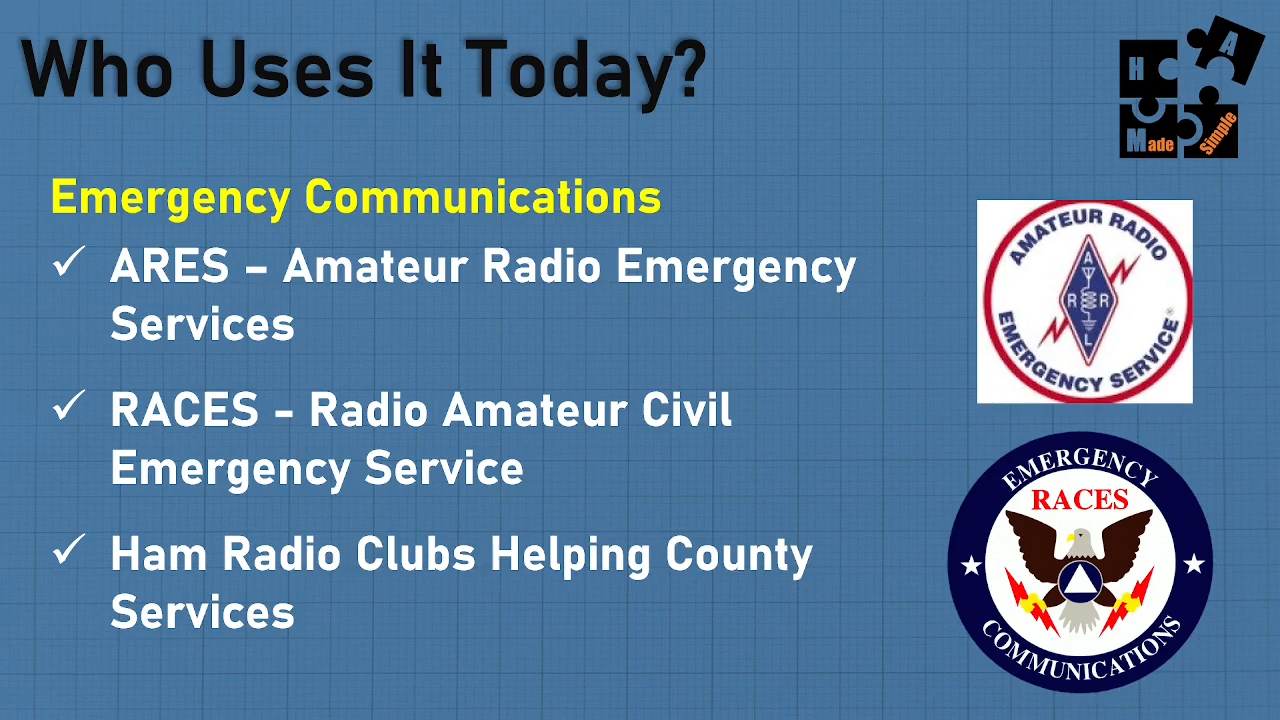 Who Uses It Today?
H A
Made Simple
Emergency Communications
✓ ARES – Amateur Radio Emergency
Services
✓ RACES - Radio Amateur Civil
Emergency Service
✓ Ham Radio Clubs Helping County
Services
AMATEUR RADIO
A
R R
L
EMERGENCY SERVICE®
EMERGENCY
RACES
COMMUNICATIONS